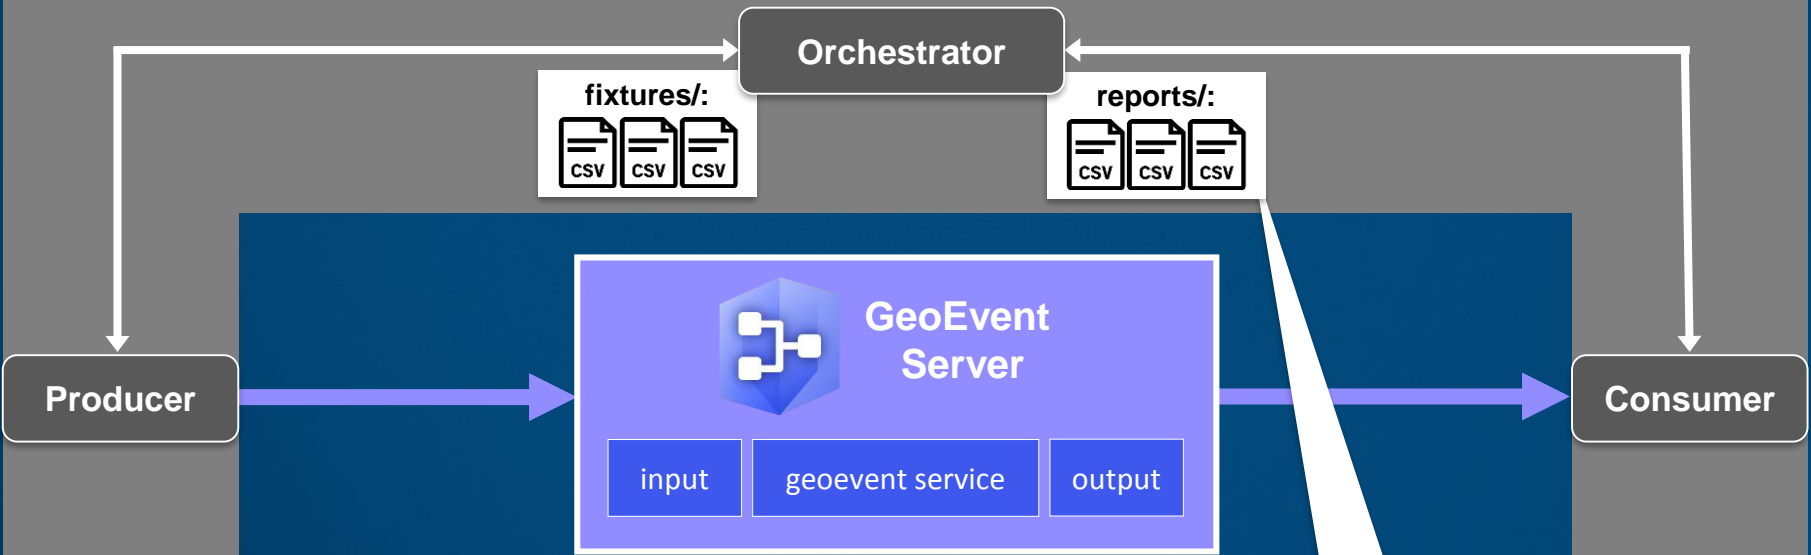 Orchestrator
fixtures/:
CSV CSV CSV
reports/:
CSV CSV CSV
GeoEvent
Server
Producer
Consumer
input
geoevent service
output